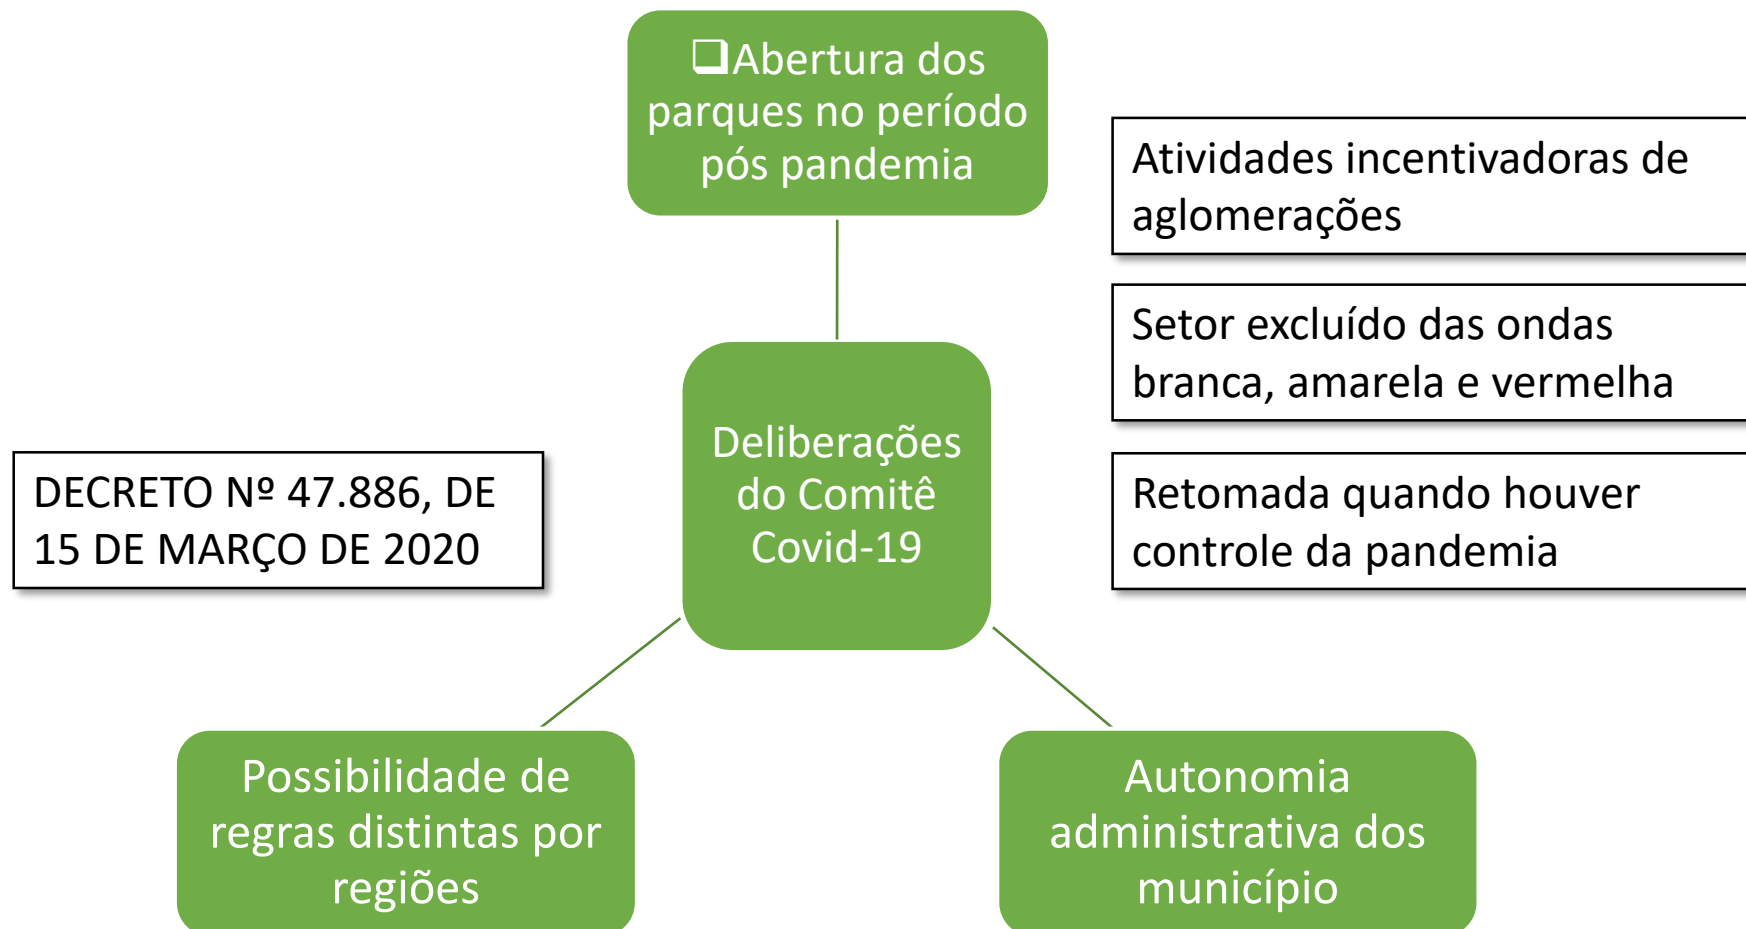 ❑Abertura dos
parques no período
pós pandemia
Atividades incentivadoras de
aglomerações
Setor excluído das ondas
branca, amarela e vermelha
Retomada quando houver
controle da pandemia
Deliberações
do Comitê
Covid-19
DECRETO Nº 47.886, DE
15 DE MARÇO DE 2020
Possibilidade de
regras distintas por
regiões
Autonomia
administrativa dos
município